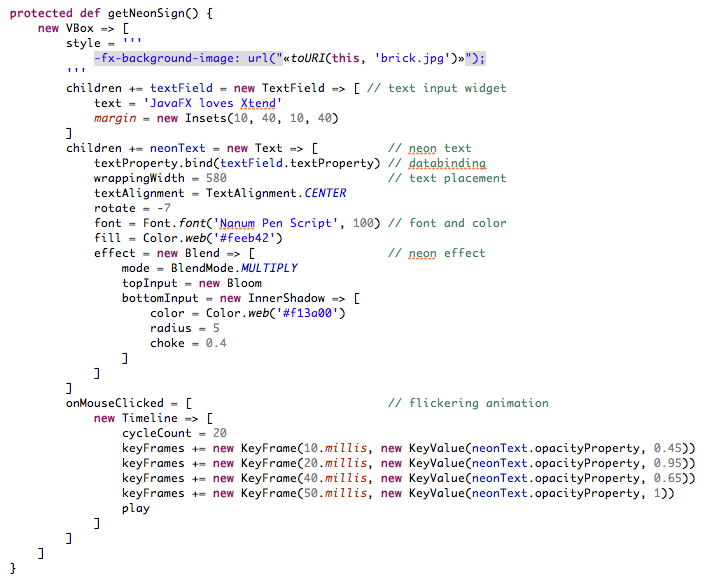 protected def getNeonSign() {
    new VBox => [
        style = '''
            -fx-background-image: url("«toURI(this, 'brick.jpg')»");
        '''
        children += textField = new TextField => [ // text input widget
            text = 'JavaFX loves Xtend'
            margin = new Insets(10, 40, 10, 40)
        ]
        children += neonText = new Text => [          // neon text
            textProperty.bind(textField.textProperty) // databinding
            wrappingWidth = 580                       // text placement
            textAlignment = TextAlignment.CENTER
            rotate = -7
            font = Font.font('Nanum Pen Script', 100) // font and color
            fill = Color.web('#feeb42')
            effect = new Blend => [                   // neon effect
                mode = BlendMode.MULTIPLY
                topInput = new Bloom
                bottomInput = new InnerShadow => [
                    color = Color.web('#f13a00')
                    radius = 5
                    choke = 0.4
                ]
            ]
        ]
        onMouseClicked = [                            // flickering animation
            new Timeline => [
                cycleCount = 20
                keyFrames += new KeyFrame(10.millis, new KeyValue(neonText.opacityProperty, 0.45))
                keyFrames += new KeyFrame(20.millis, new KeyValue(neonText.opacityProperty, 0.95))
                keyFrames += new KeyFrame(40.millis, new KeyValue(neonText.opacityProperty, 0.65))
                keyFrames += new KeyFrame(50.millis, new KeyValue(neonText.opacityProperty, 1))
                play
            ]
        ]
    ]
}